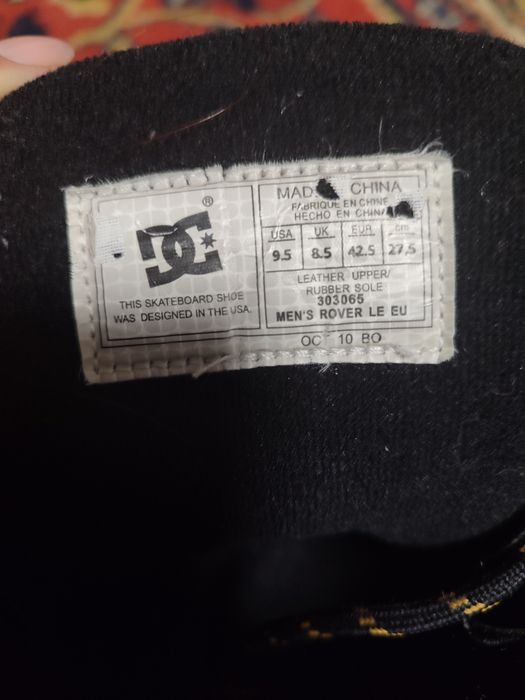 DC
®
THIS SKATEBOARD SHOE
WAS DESIGNED IN THE USA.
CHINA
FABRIQUE EN CHINE
HECHO EN CHINA
USA UK EUR cm
9.5 8.5 42.5 27.5
LEATHER UPPER/
RUBBER SOLE
303065
MEN'S ROVER LE EU
10 BO